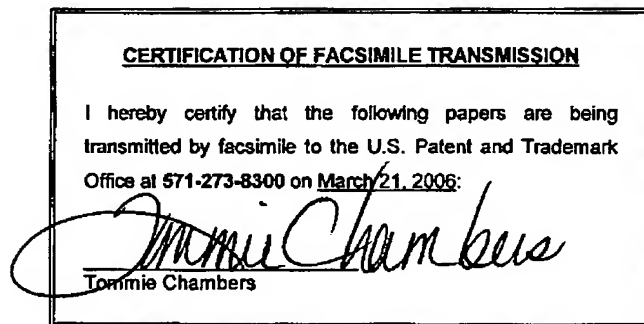 CERTIFICATION OF FACSIMILE TRANSMISSION
I hereby certify that the following papers are being
transmitted by facsimile to the U.S. Patent and Trademark
Office at 571-273-8300 on March 21, 2006:
Tommie Chambers
Tommie Chambers